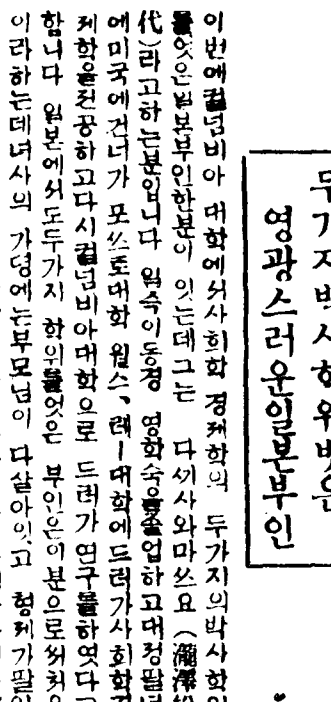 두가지박사학위받은
영광스러운일본부인
이번에컬넘비아 대학에서사회학 경제학의 두가지의박사학위
를엇은일본부인한분이 잇는데그는 다끼사와마쓰요 (瀧澤松
代)라고하는분입니다 일즉이동경 영화숙을졸업하고대정팔년
에미국에건너가 모쓰토대학 웰스、레ー대학에드러가사회학경
제학을전공하고다시컬넘비아대학으로 드러가연구를하엿다고
합니다 일본에서도두가지 학위를엇은 부인은이분으로써처음
이라하는데녀사의 가뎡에는부모님이 다살아잇고 형제가팔인